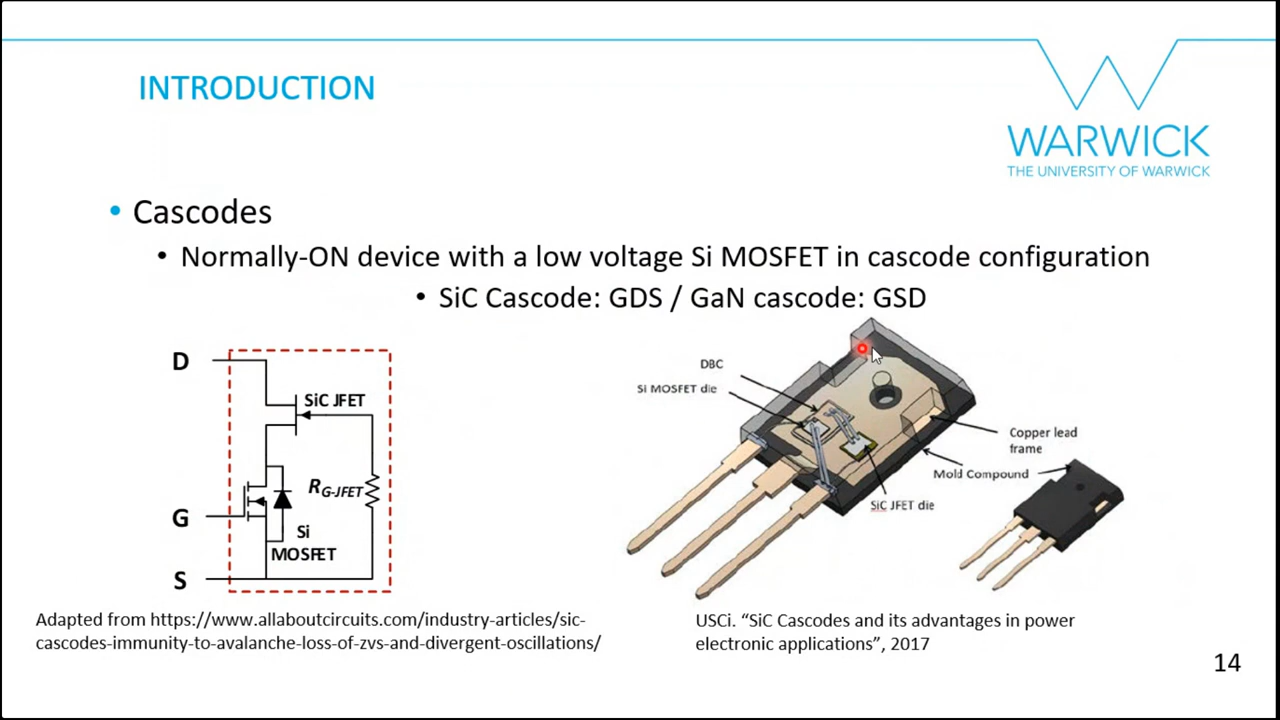 INTRODUCTION
WARWICK
THE UNIVERSITY OF WARWICK
• Cascodes
• Normally-ON device with a low voltage Si MOSFET in cascode configuration
• SiC Cascode: GDS / GaN cascode: GSD
D
SiC JFET
RG-JFET
G
Si
MOSFET
S
DBC
Si MOSFET die
Copper lead
frame
Mold Compound
SiC JFET die
Adapted from https://www.allaboutcircuits.com/industry-articles/sic-
cascodes-immunity-to-avalanche-loss-of-zvs-and-divergent-oscillations/
USCi. “SiC Cascodes and its advantages in power
electronic applications”, 2017
14